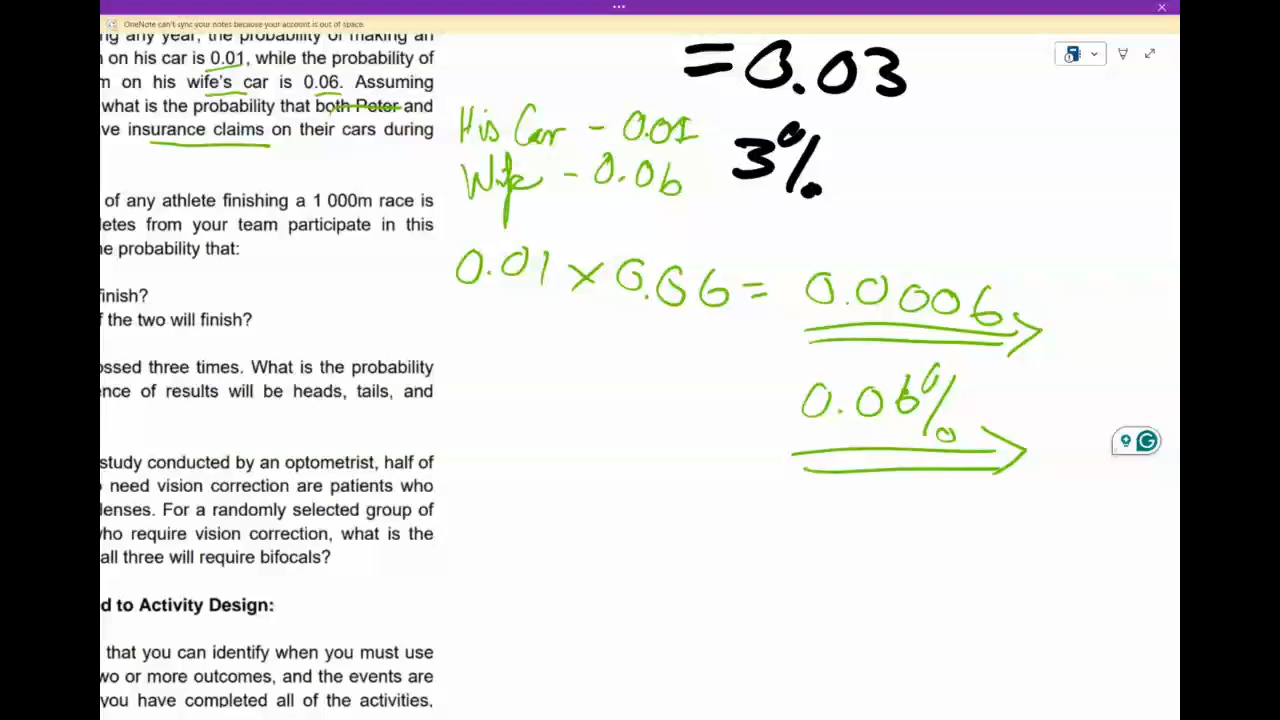 OneNote can't sync your notes because your account is out of space.
ng any year, the probability of making an
n on his car is 0.01, while the probability of
m on his wife's car is 0.06. Assuming
what is the probability that both Peter and
ve insurance claims on their cars during
of any athlete finishing a 1 000m race is
letes from your team participate in this
he probability that:
finish?
f the two will finish?
ossed three times. What is the probability
ence of results will be heads, tails, and
study conducted by an optometrist, half of
o need vision correction are patients who
lenses. For a randomly selected group of
who require vision correction, what is the
all three will require bifocals?
d to Activity Design:
that you can identify when you must use
wo or more outcomes, and the events are
you have completed all of the activities,
= 0.03
3%
His Car - 0.01
Wife - 0.06
0.01 × 0.06 = 0.0006
0.06%